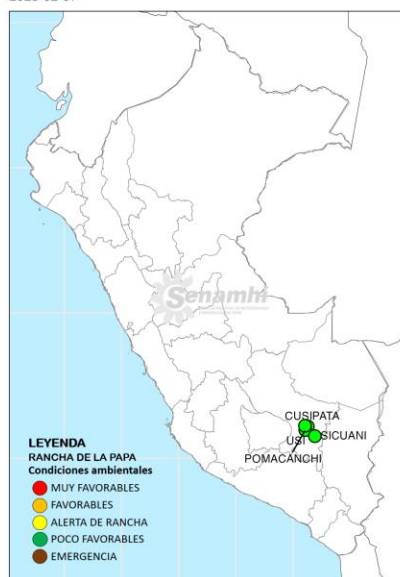 Senamhi
CUSIPATA
USI
SICUANI
POMACANCHI
LEYENDA
RANCHA DE LA PAPA
Condiciones ambientales
MUY FAVORABLES
FAVORABLES
ALERTA DE RANCHA
POCO FAVORABLES
EMERGENCIA